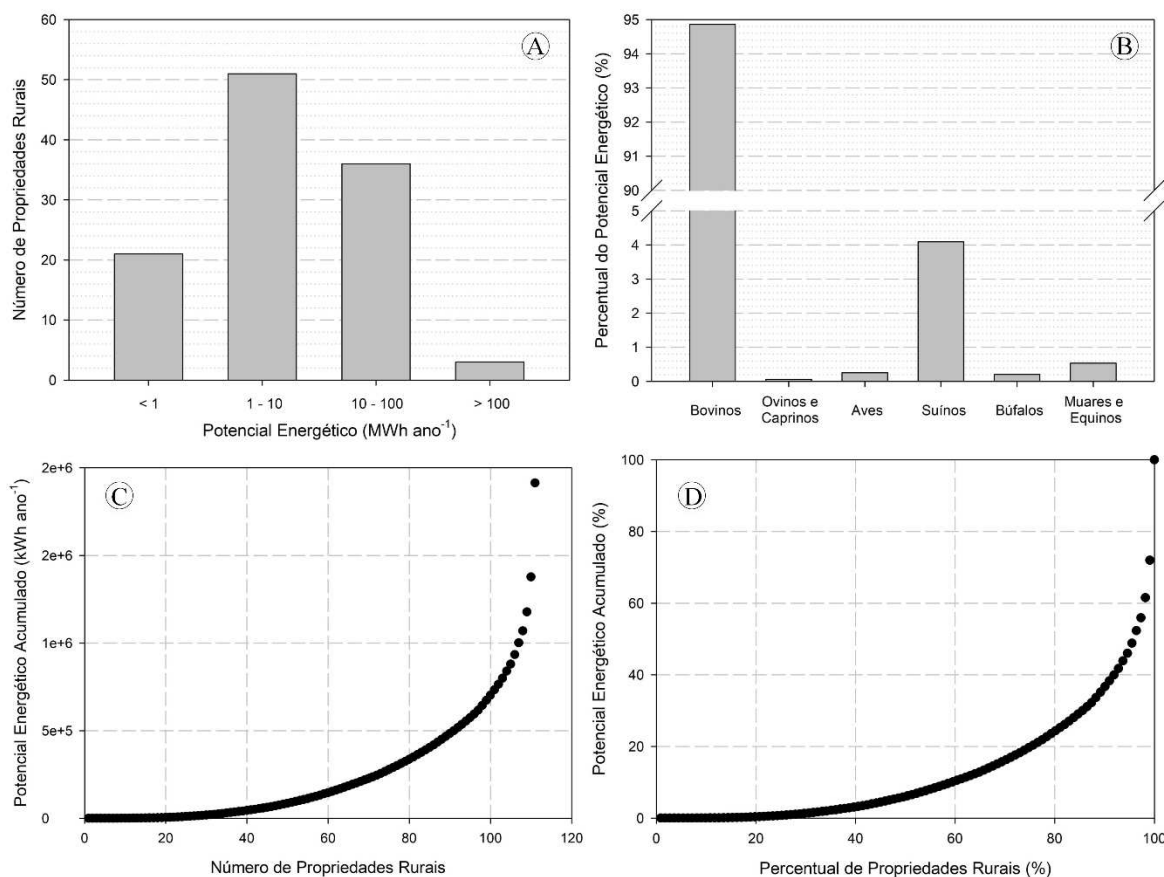 Número de Propriedades Rurais
60
50
40
30
20
10
0
A
< 1
1 - 10
10 - 100
> 100
Potencial Energético (MWh ano-1)
Percentual do Potencial Energético (%)
95
94
93
92
91
90
5
4
3
2
1
0
B
Bovinos
Ovinos e
Caprinos
Aves
Suínos
Búfalos
Muares e
Equinos
Potencial Energético Acumulado (kWh ano-1)
2e+6
2e+6
1e+6
5e+5
0
C
0
20
40
60
80
100
120
Número de Propriedades Rurais
Potencial Energético Acumulado (%)
100
80
60
40
20
0
D
0
20
40
60
80
100
Percentual de Propriedades Rurais (%)